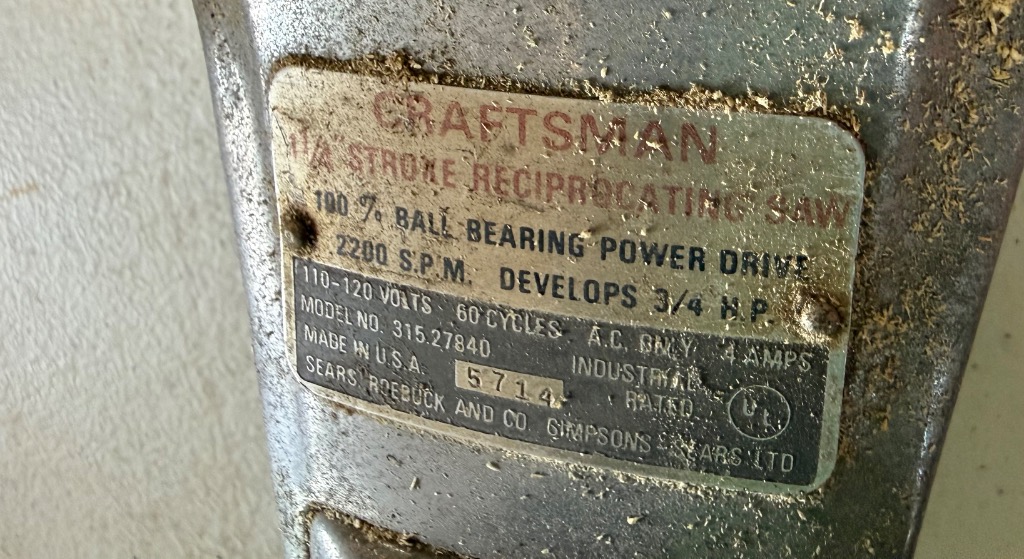 CRAFTSMAN
1 1/4 STROKE RECIPROCATING SAW
100 % BALL BEARING POWER DRIVE
2200 S.P.M. DEVELOPS 3/4 H.P.
110-120 VOLTS 60 CYCLES A.C. ONLY 4 AMPS
MODEL NO. 315.27840 INDUSTRIAL
MADE IN U.S.A. 5714 RATED UL
SEARS, ROEBUCK AND CO. SIMPSONS-SEARS LTD